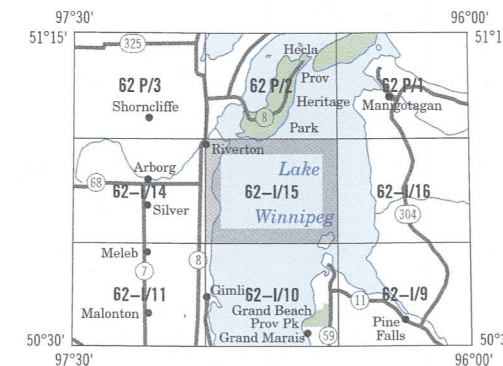 97°30' 96°00'
51°15' 51°1
325
Hecla
62 P/3
62 P/2
Prov
62 P/1
Shorncliffe
Heritage
Manigotagan
8
Park
Riverton
Arborg
Lake
68
62-I/14
62-I/15
62-I/16
Silver
Winnipeg
304
Meleb
7
8
Gimli
62-I/11
62-I/10
11
62-I/9
Malonton
Grand Beach
Prov Pk
Pine
Falls
Grand Marais
59
50°30' 50°3
97°30' 96°00'